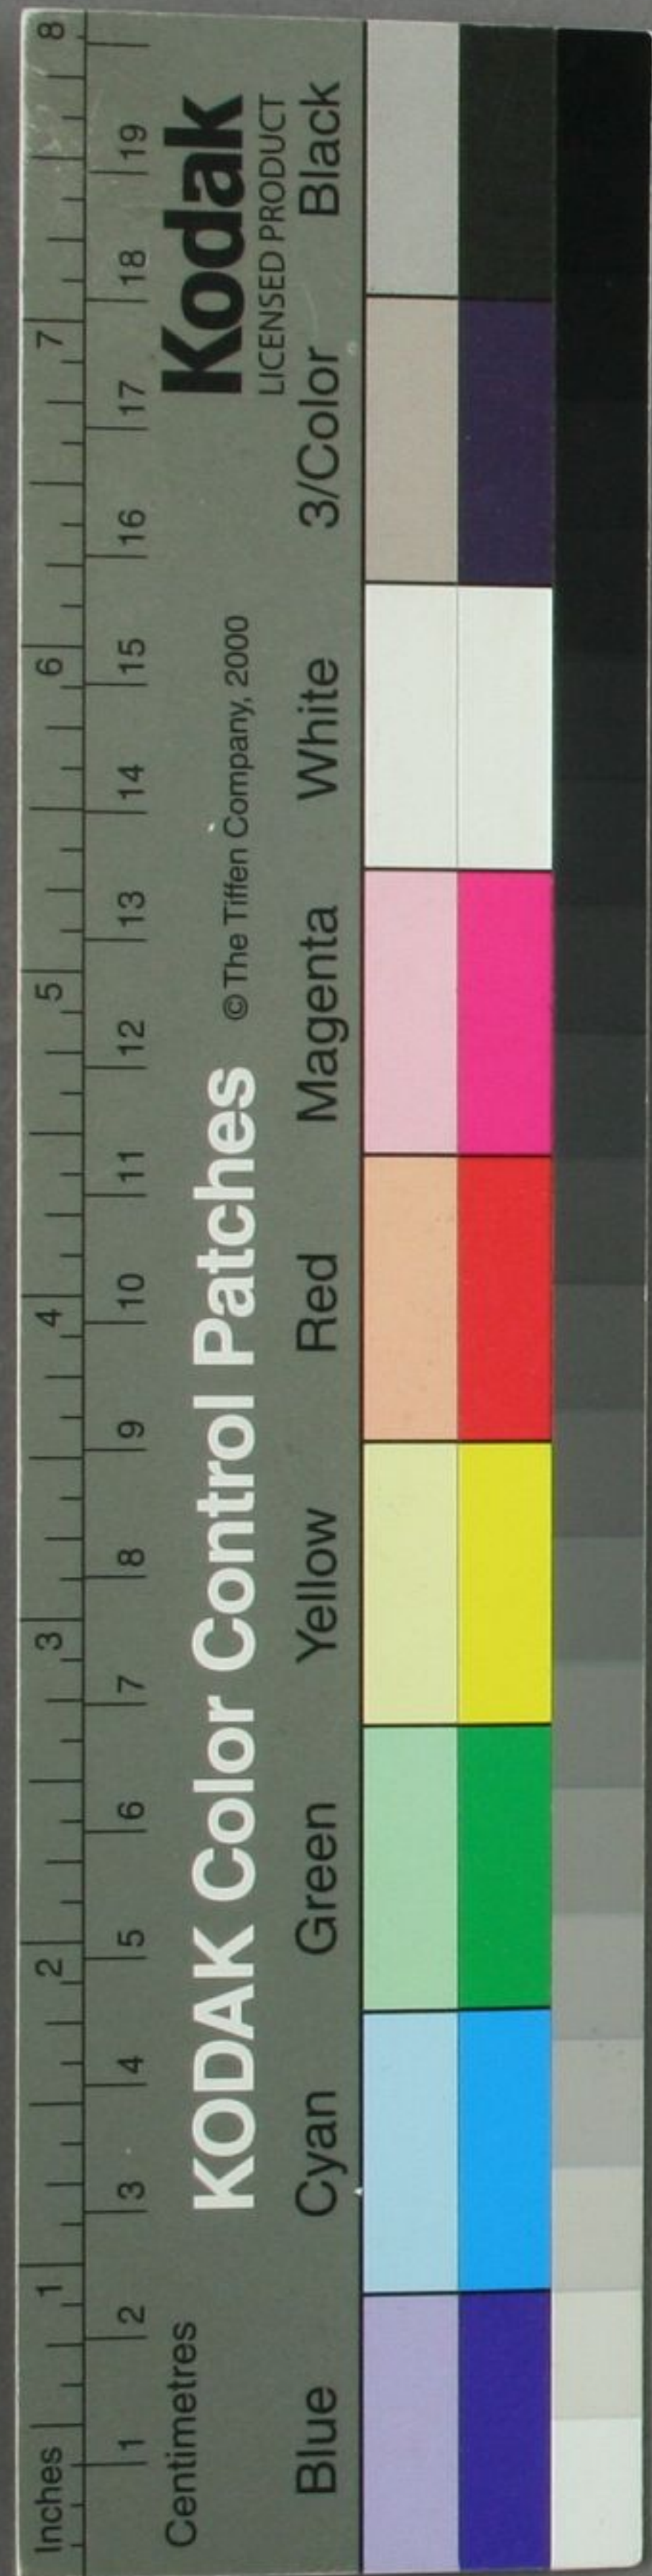 Inches 1 2 3 4 5 6 7 8
Centimetres 1 2 3 4 5 6 7 8 9 10 11 12 13 14 15 16 17 18 19
KODAK Color Control Patches © The Tiffen Company, 2000 Kodak
LICENSED PRODUCT
Blue Cyan Green Yellow Red Magenta White 3/Color Black